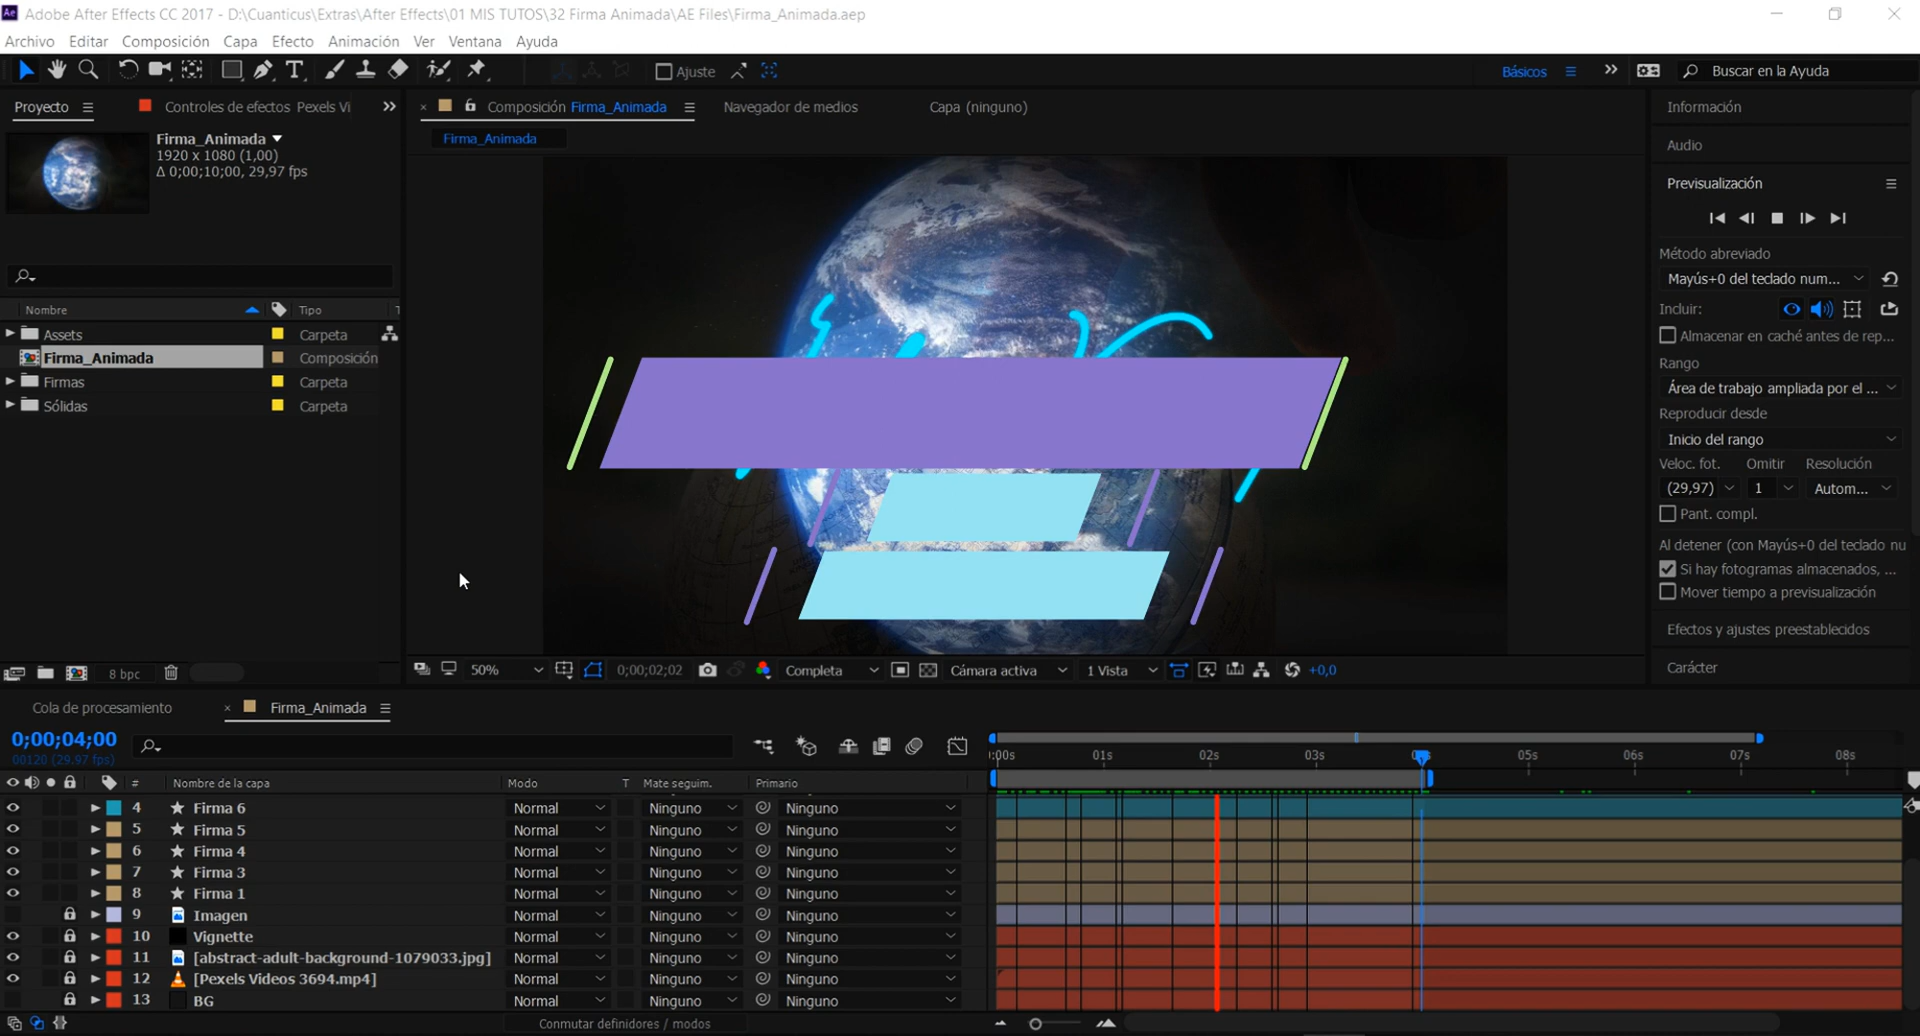 Adobe After Effects CC 2017 - D:\Cuanticus\Extras\After Effects\01 MIS TUTOS\32 Firma Animada\AE Files\Firma_Animada.aep
Archivo Editar Composición Capa Efecto Animación Ver Ventana Ayuda
Ajuste Básicos Buscar en la Ayuda
Proyecto Controles de efectos Pexels Vi Composición Firma_Animada Navegador de medios Capa (ninguno)
Firma_Animada
Firma_Animada
1920 x 1080 (1,00)
Δ 0;00;10;00, 29,97 fps
Nombre Tipo
Assets Carpeta
Firma_Animada Composición
Firmas Carpeta
Sólidas Carpeta
8 bpc
50% 0;00;02;02 Completa Cámara activa 1 Vista +0,0
Información
Audio
Previsualización
Método abreviado
Mayús+0 del teclado num...
Incluir:
Almacenar en caché antes de rep...
Rango
Área de trabajo ampliada por el ...
Reproducir desde
Inicio del rango
Veloc. fot. Omitir Resolución
(29,97) 1 Autom...
Pant. compl.
Al detener (con Mayús+0 del teclado nu
Si hay fotogramas almacenados, ...
Mover tiempo a previsualización
Efectos y ajustes preestablecidos
Carácter
Cola de procesamiento Firma_Animada
0;00;04;00
00120 (29.97 fps)
:00s 01s 02s 03s 05s 06s 07s 08s
# Nombre de la capa Modo T Mate seguim. Primario
4 Firma 6 Normal Ninguno Ninguno
5 Firma 5 Normal Ninguno Ninguno
6 Firma 4 Normal Ninguno Ninguno
7 Firma 3 Normal Ninguno Ninguno
8 Firma 1 Normal Ninguno Ninguno
9 Imagen Normal Ninguno Ninguno
10 Vignette Normal Ninguno Ninguno
11 [abstract-adult-background-1079033.jpg] Normal Ninguno Ninguno
12 [Pexels Videos 3694.mp4] Normal Ninguno Ninguno
13 BG Normal Ninguno Ninguno
Conmutar definidores / modos